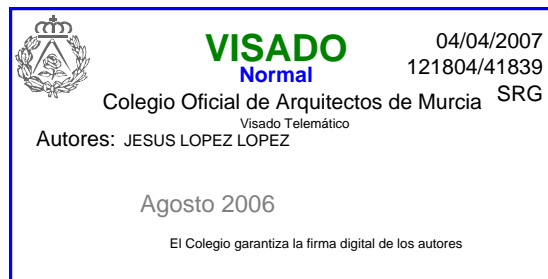 VISADO
04/04/2007
Normal
121804/41839
Colegio Oficial de Arquitectos de Murcia
SRG
Visado Telemático
Autores: JESUS LOPEZ LOPEZ
Agosto 2006
El Colegio garantiza la firma digital de los autores